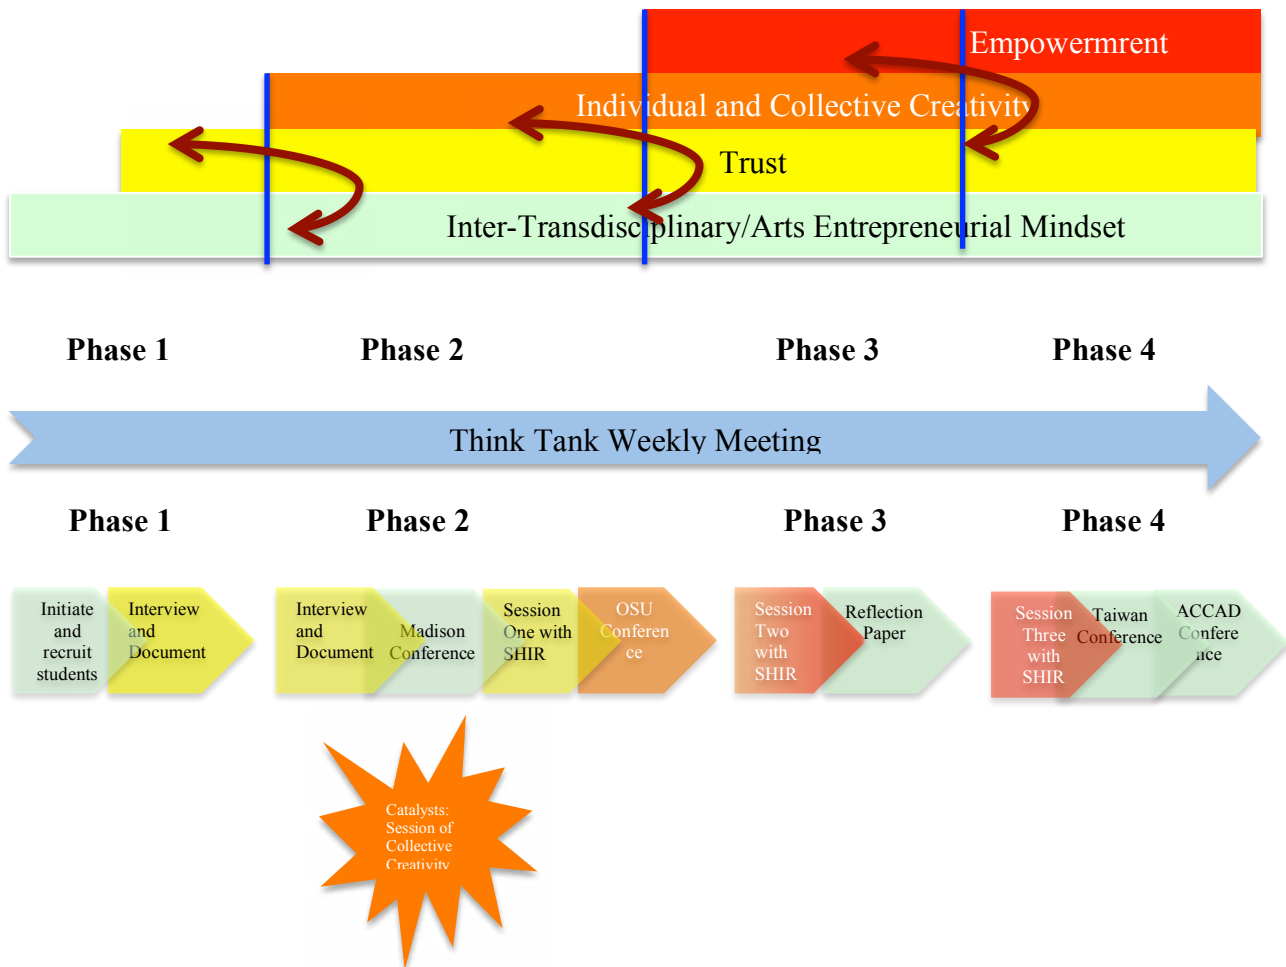 Empowermrent
Individual and Collective Creativity
Trust
Inter-Transdisciplinary/Arts Entrepreneurial Mindset
Phase 1
Phase 2
Phase 3
Phase 4
Think Tank Weekly Meeting
Phase 1
Phase 2
Phase 3
Phase 4
Initiate
and
recruit
students
Interview
and
Document
Interview
and
Document
Madison
Conference
Session
One with
SHIR
OSU
Conferen
ce
Session
Two
with
SHIR
Reflection
Paper
Session
Three
with
SHIR
Taiwan
Conference
ACCAD
Confere
nce
Catalysts:
Session of
Collective
Creativity